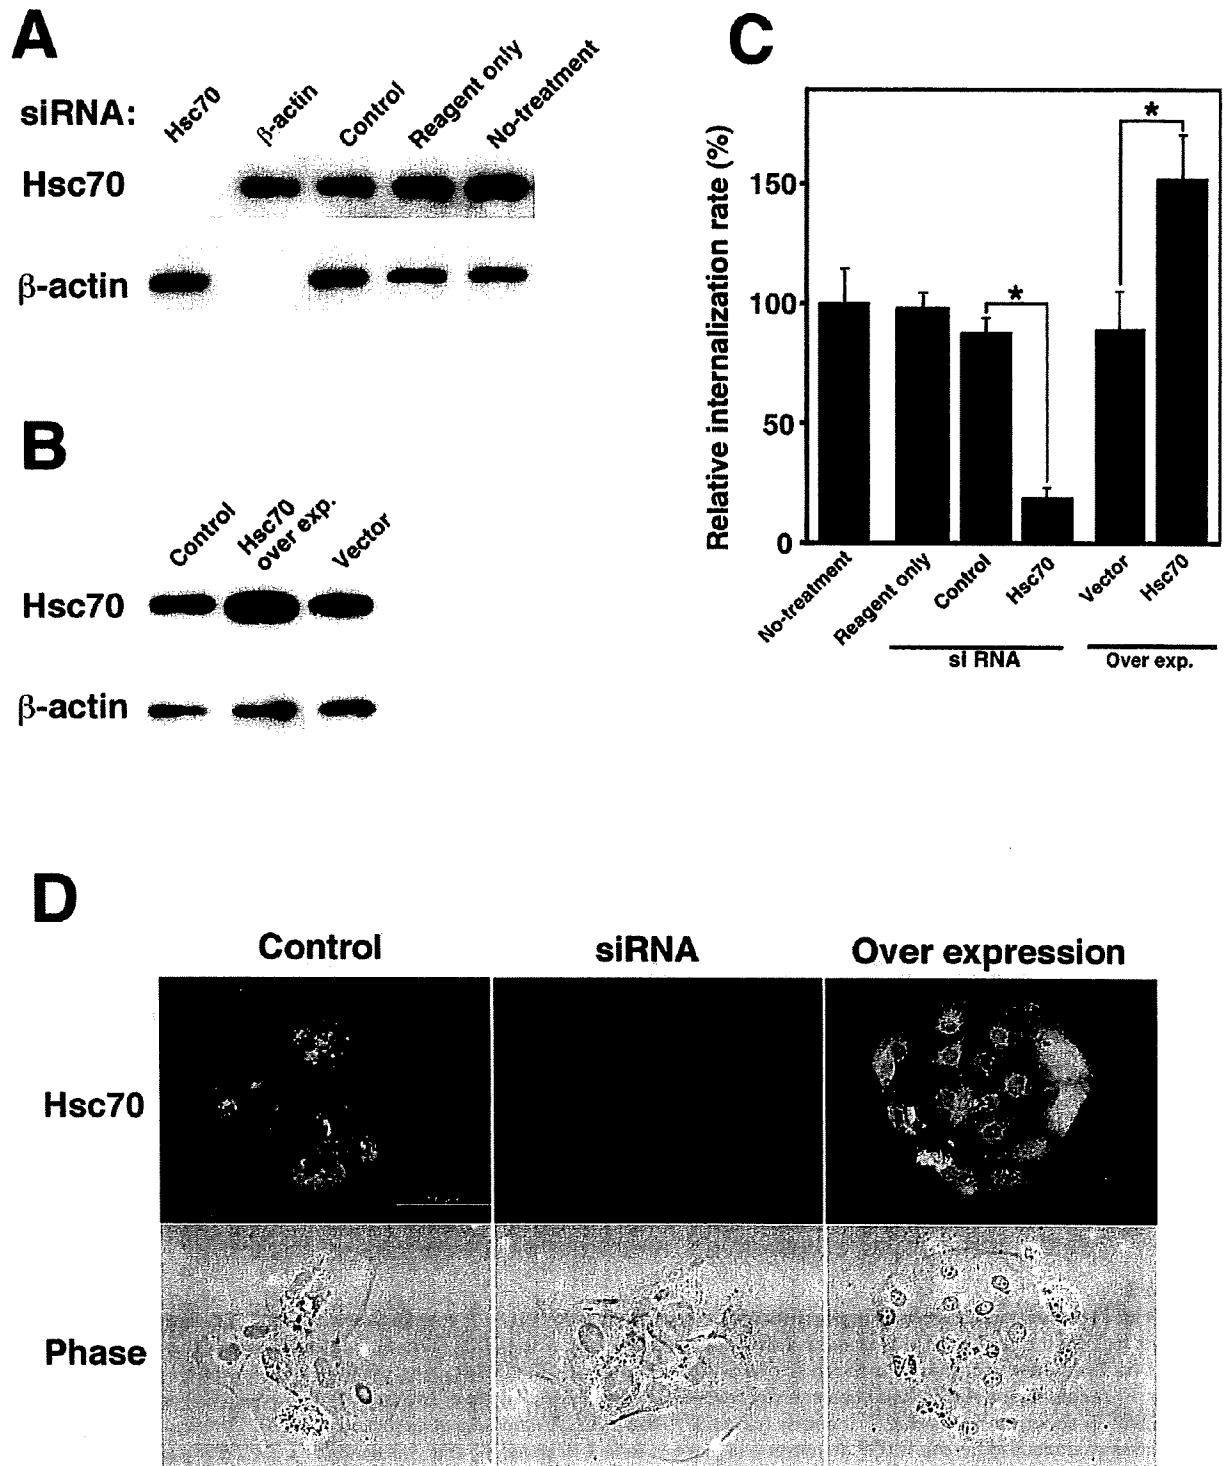 A
siRNA:
Hsc70
β-actin
Control
Reagent only
No-treatment
Hsc70
β-actin
B
Control
Hsc70
over exp.
Vector
Hsc70
β-actin
C
Relative internalization rate (%)
150
100
50
0
*
*
No-treatment
Reagent only
Control
Hsc70
Vector
Hsc70
si RNA
Over exp.
D
Control
siRNA
Over expression
Hsc70
Phase